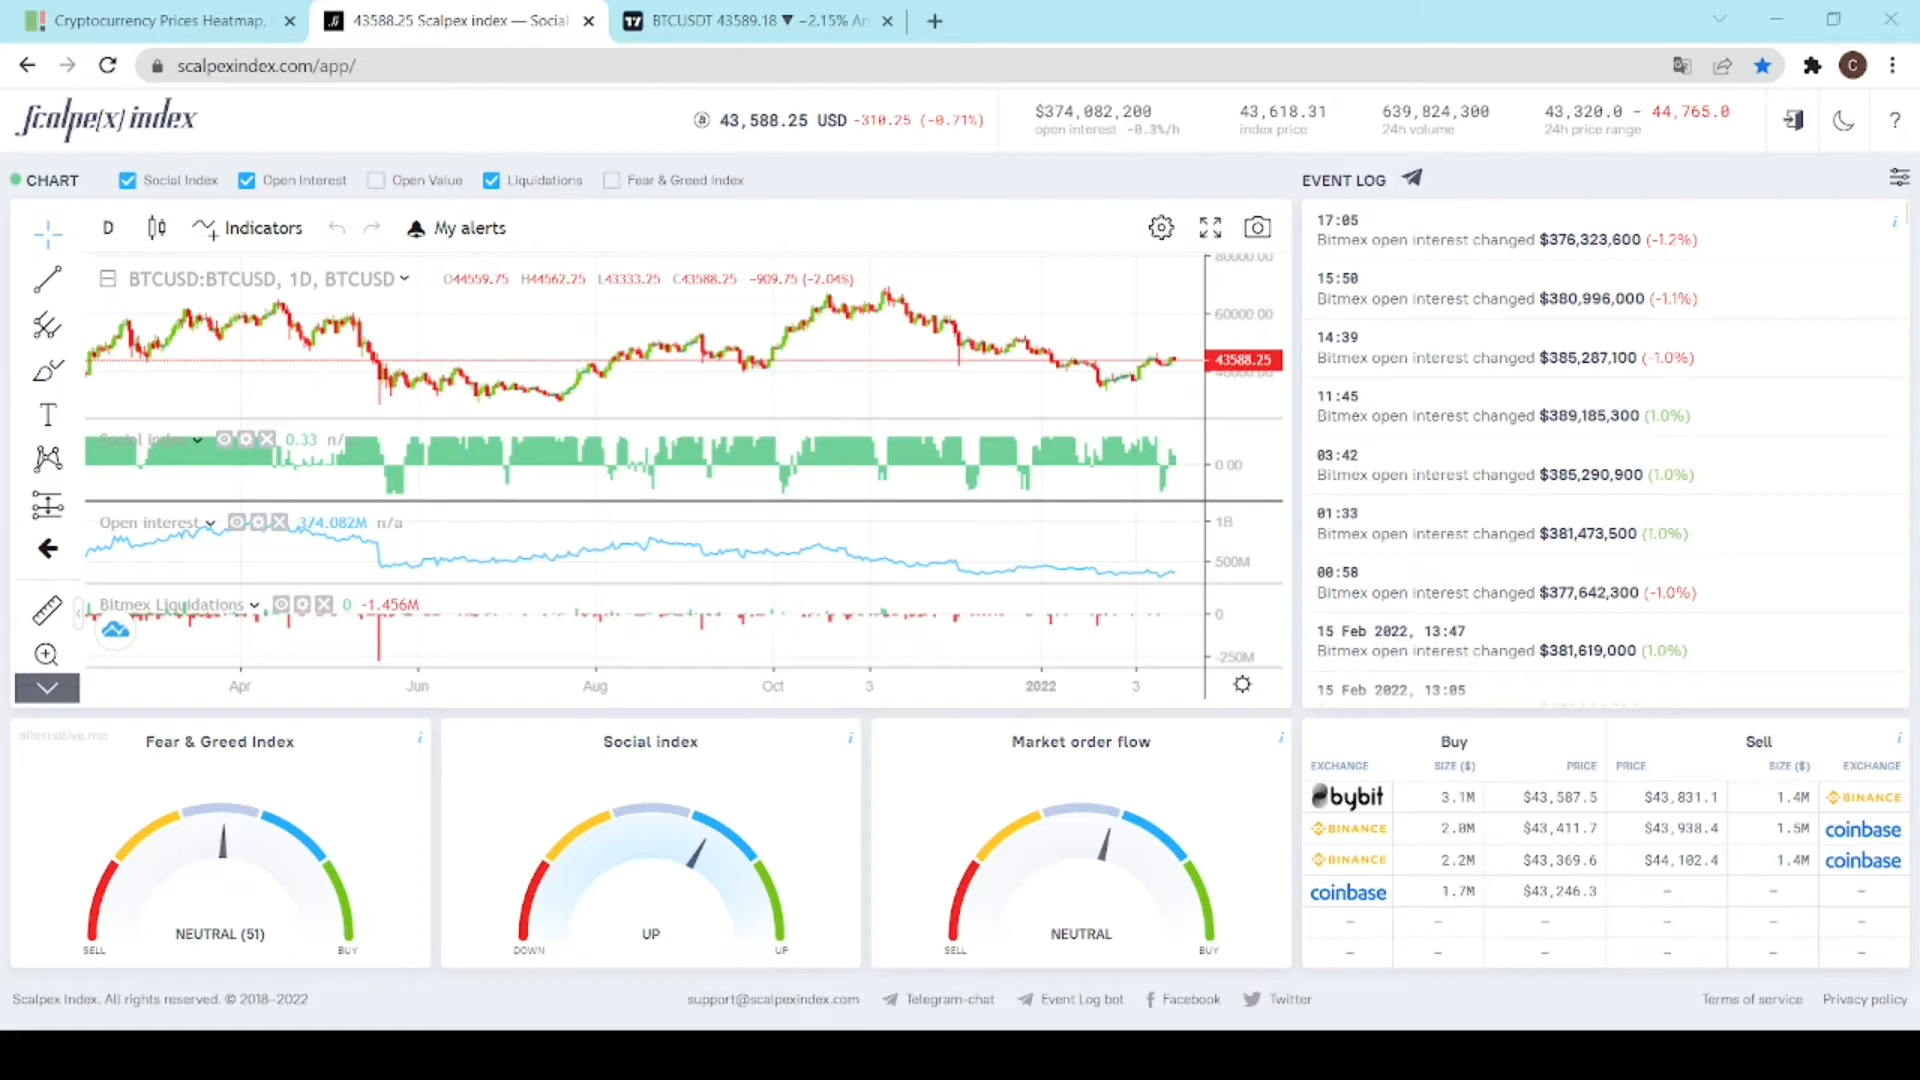 Cryptocurrency Prices Heatmap,
43588.25 Scalpex index — Social
BTCUSDT 43589.18 ▼ −2.15% An
scalpexindex.com/app/
C
Scalpe(x) index
43,588.25 USD -310.25 (-0.71%)
$374,082,200
open interest -0.3%/h
43,618.31
index price
639,824,300
24h volume
43,320.0 - 44,765.0
24h price range
?
CHART
Social Index
Open Interest
Open Value
Liquidations
Fear & Greed Index
EVENT LOG
D
Indicators
My alerts
BTCUSD:BTCUSD, 1D, BTCUSD
O44559.75 H44562.25 L43333.25 C43588.25 -909.75 (-2.04%)
80000.00
60000.00
43588.25
40000.00
Social index 0.33 n/a
0.00
Open interest 374.082M n/a
1B
500M
Bitmex Liquidations 0 -1.456M
0
-250M
Apr
Jun
Aug
Oct
3
2022
3
17:05
Bitmex open interest changed $376,323,600 (-1.2%)
15:50
Bitmex open interest changed $380,996,000 (-1.1%)
14:39
Bitmex open interest changed $385,287,100 (-1.0%)
11:45
Bitmex open interest changed $389,185,300 (1.0%)
03:42
Bitmex open interest changed $385,290,900 (1.0%)
01:33
Bitmex open interest changed $381,473,500 (1.0%)
00:58
Bitmex open interest changed $377,642,300 (-1.0%)
15 Feb 2022, 13:47
Bitmex open interest changed $381,619,000 (1.0%)
15 Feb 2022, 13:05
alternative.me
Fear & Greed Index
i
NEUTRAL (51)
SELL
BUY
Social index
i
UP
DOWN
UP
Market order flow
i
NEUTRAL
SELL
BUY
Buy
Sell
i
EXCHANGE SIZE ($) PRICE PRICE SIZE ($) EXCHANGE
bybit 3.1M $43,587.5 $43,831.1 1.4M BINANCE
BINANCE 2.0M $43,411.7 $43,938.4 1.5M coinbase
BINANCE 2.2M $43,369.6 $44,102.4 1.4M coinbase
coinbase 1.7M $43,246.3 – – –
– – – – – –
– – – – – –
Scalpex Index. All rights reserved. © 2018–2022
support@scalpexindex.com
Telegram-chat
Event Log bot
Facebook
Twitter
Terms of service
Privacy policy